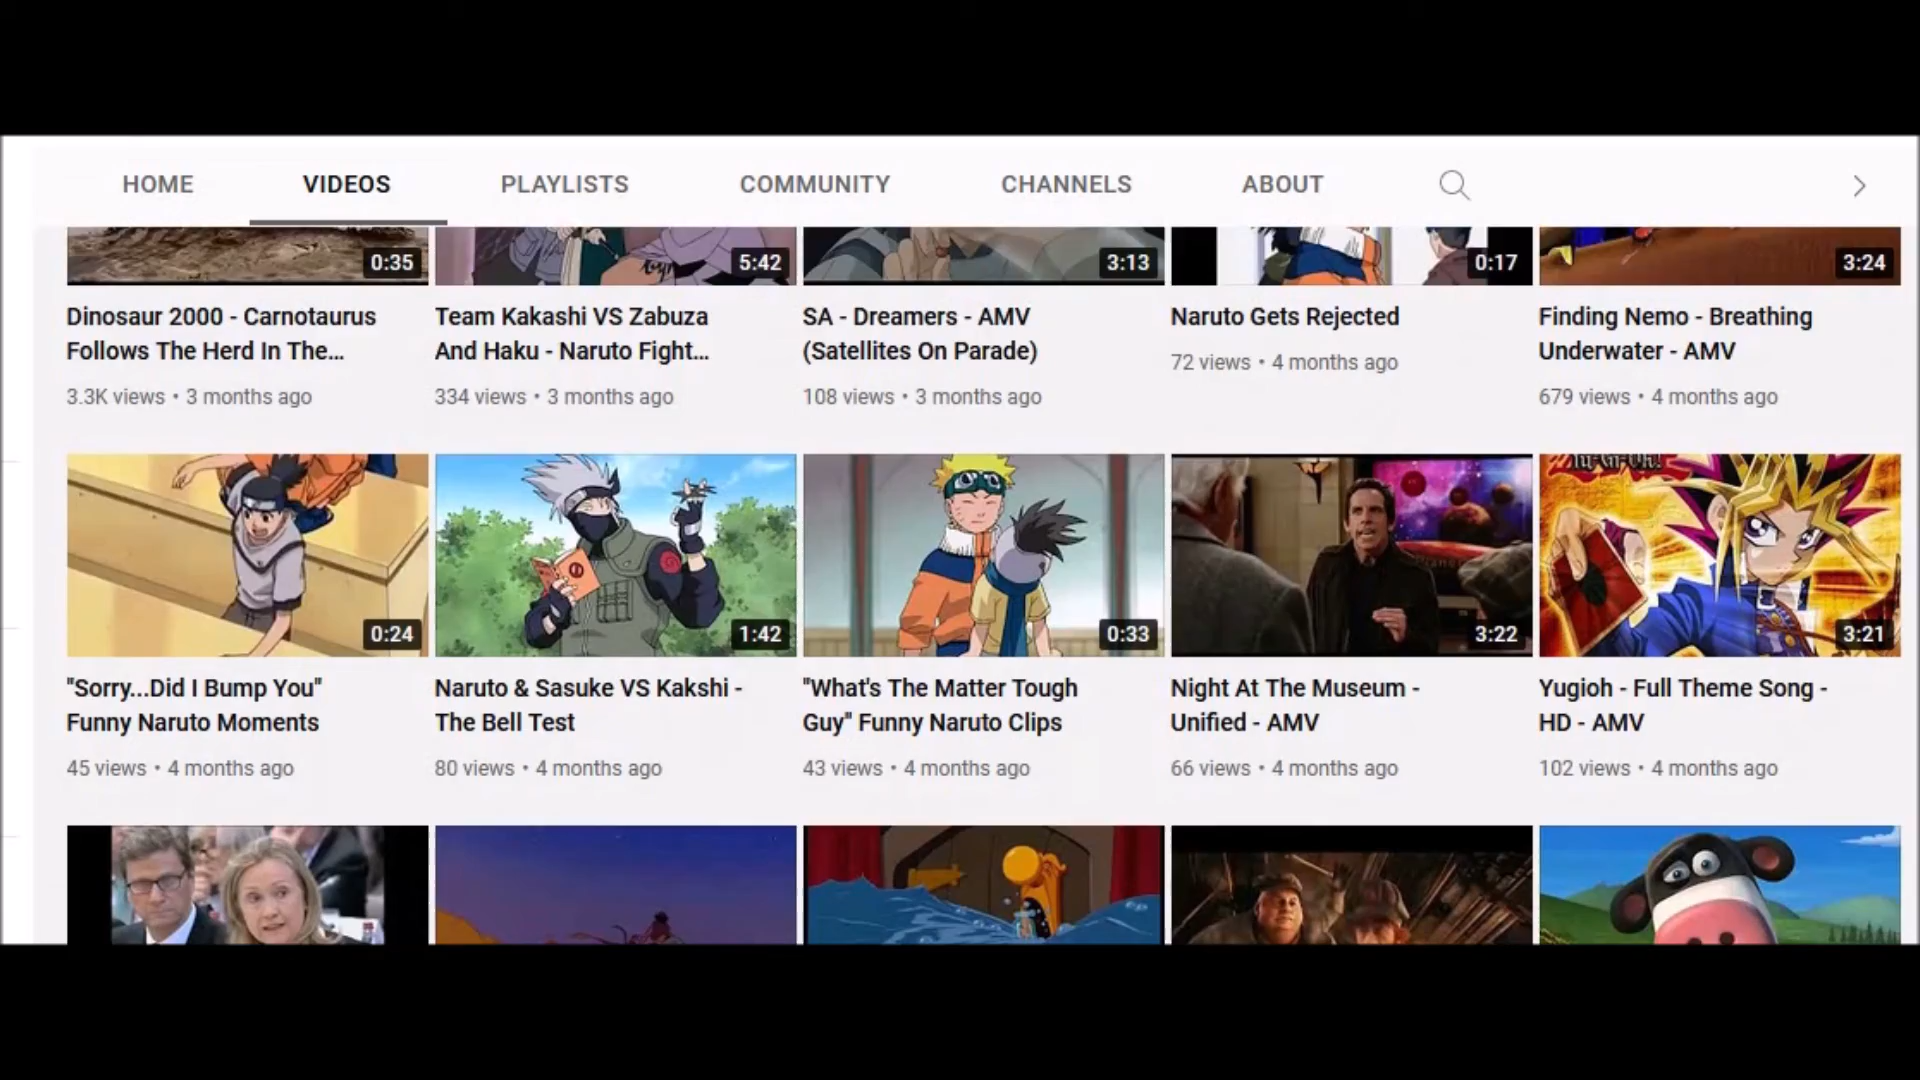 HOME VIDEOS PLAYLISTS COMMUNITY CHANNELS ABOUT
0:35 5:42 3:13 0:17 3:24
Dinosaur 2000 - Carnotaurus
Follows The Herd In The...
3.3K views • 3 months ago
Team Kakashi VS Zabuza
And Haku - Naruto Fight...
334 views • 3 months ago
SA - Dreamers - AMV
(Satellites On Parade)
108 views • 3 months ago
Naruto Gets Rejected
72 views • 4 months ago
Finding Nemo - Breathing
Underwater - AMV
679 views • 4 months ago
Yu-Gi-Oh!
0:24 1:42 0:33 3:22 3:21
"Sorry...Did I Bump You"
Funny Naruto Moments
45 views • 4 months ago
Naruto & Sasuke VS Kakshi -
The Bell Test
80 views • 4 months ago
"What's The Matter Tough
Guy" Funny Naruto Clips
43 views • 4 months ago
Night At The Museum -
Unified - AMV
66 views • 4 months ago
Yugioh - Full Theme Song -
HD - AMV
102 views • 4 months ago